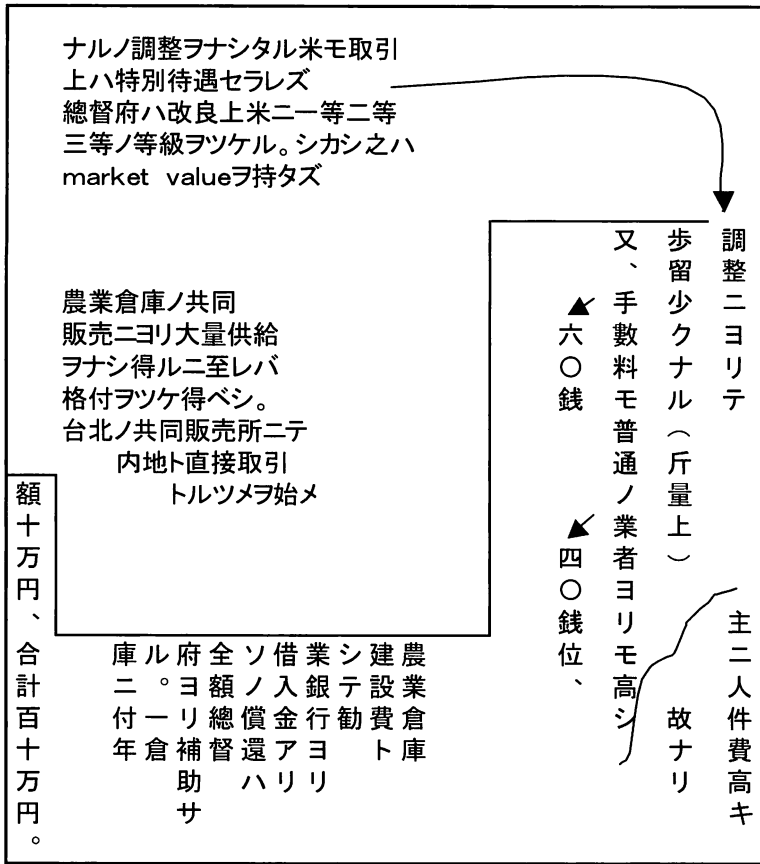 ナルノ調整ヲナシタル米モ取引
上ハ特別待遇セラレズ
總督府ハ改良上米ニ一等二等
三等ノ等級ヲツケル。シカシ之ハ
market valueヲ持タズ
調整ニヨリテ
歩留少クナル(斤量上)
又、手數料モ普通ノ業者ヨリモ高シ
六〇銭
四〇銭位、
主ニ人件費高キ
故ナリ
農業倉庫ノ共同
販売ニヨリ大量供給
ヲナシ得ルニ至レバ
格付ヲツケ得ベシ。
台北ノ共同販売所ニテ
内地ト直接取引
トルツメヲ始メ
農業倉庫
建設費ト
シテ勧
業銀行ヨリ
借入金アリ
ソノ償還ハ
全額總督
府ヨリ補助サ
ル。一倉
庫ニ付年
額十万円、合計百十万円。